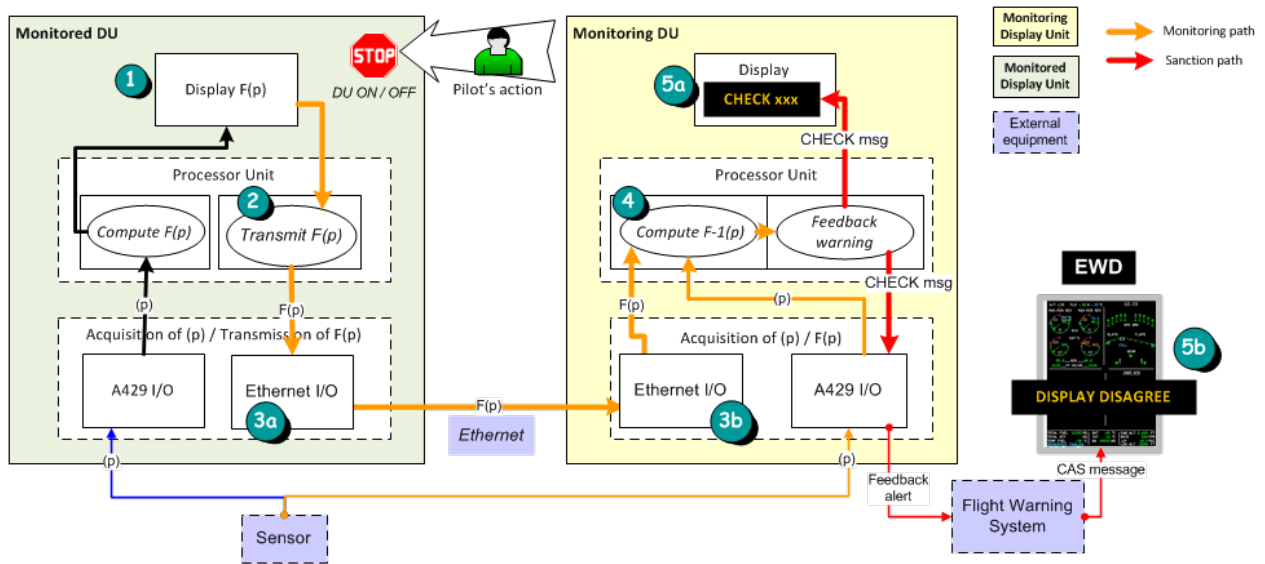 Monitored DU
STOP
DU ON / OFF
Pilot's action
1
Display F(p)
Processor Unit
2
Compute F(p)
Transmit F(p)
(p)
F(p)
Acquisition of (p) / Transmission of F(p)
A429 I/O
Ethernet I/O
3a
(p)
Sensor
F(p)
Ethernet
Monitoring DU
5a
Display
CHECK xxx
CHECK msg
Processor Unit
4
Compute F-1(p)
Feedback
warning
CHECK msg
F(p)
(p)
Acquisition of (p) / F(p)
Ethernet I/O
A429 I/O
3b
(p)
Feedback
alert
Flight Warning
System
CAS message
Monitoring
Display Unit
Monitored
Display Unit
External
equipment
Monitoring path
Sanction path
EWD
5b
DISPLAY DISAGREE